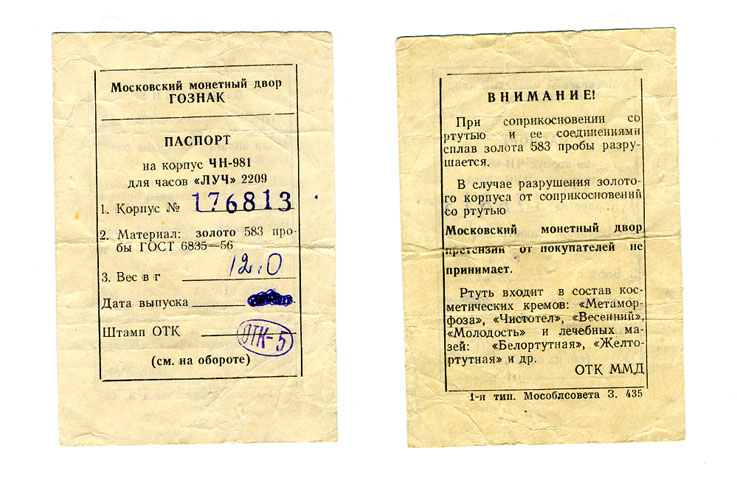 Московский монетный двор
ГОЗНАК
ПАСПОРТ
на корпус ЧН-981
для часов «ЛУЧ» 2209
1. Корпус № 176813
2. Материал: золото 583 про-
бы ГОСТ 6835—56
3. Вес в г 12,0
Дата выпуска
Штамп ОТК ОТК-5
(см. на обороте)
ВНИМАНИЕ!
При соприкосновении со
ртутью и ее соединениями
сплав золота 583 пробы разру-
шается.
В случае разрушения золото-
го корпуса от соприкосновений
со ртутью
Московский монетный двор
претензий от покупателей не
принимает.
Ртуть входит в состав кос-
метических кремов: «Метамор-
фоза», «Чистотел», «Весенний»,
«Молодость» и лечебных ма-
зей: «Белортутная», «Желто-
ртутная» и др.
ОТК ММД
1-я тип. Мособлсовета З. 435